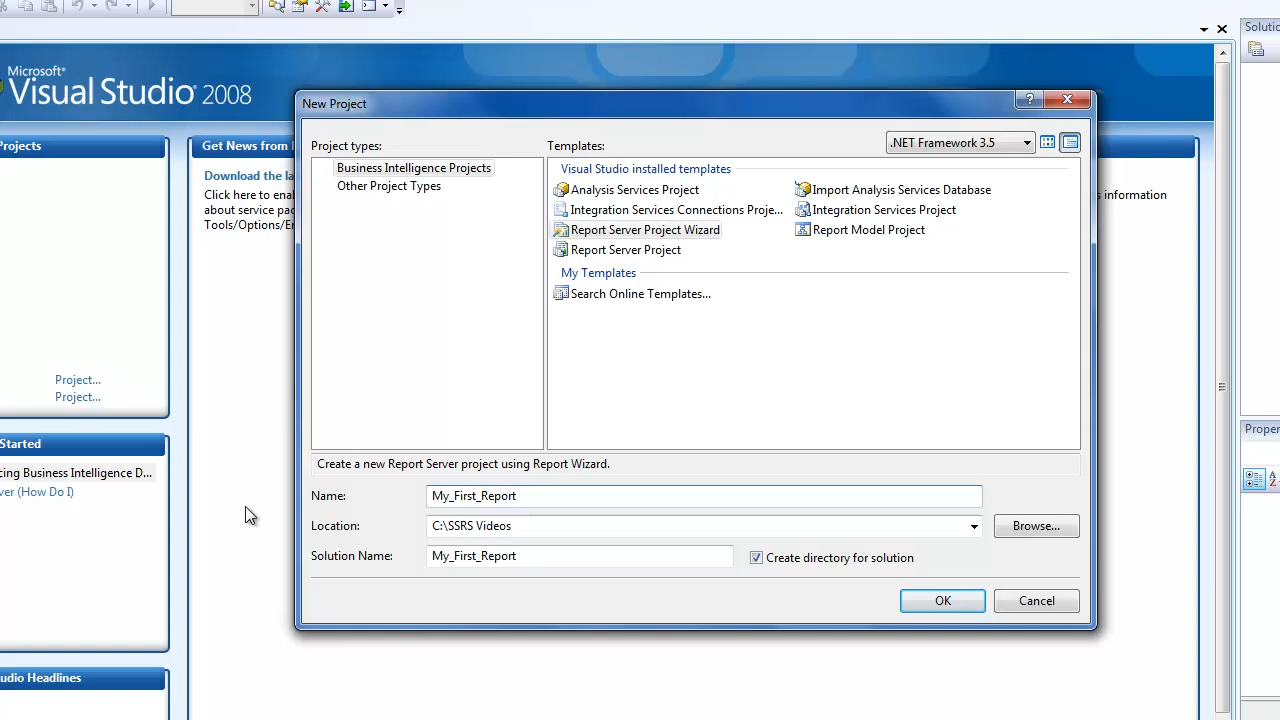 Microsoft®
Visual Studio® 2008
Projects
Project...
Project...
Started
cing Business Intelligence D...
ver (How Do I)
udio Headlines
Get News from
Download the la
Click here to enab
about service pac
Tools/Options/En
information
New Project
Project types:
Business Intelligence Projects
Other Project Types
Templates:
.NET Framework 3.5
Visual Studio installed templates
Analysis Services Project
Import Analysis Services Database
Integration Services Connections Proje...
Integration Services Project
Report Server Project Wizard
Report Model Project
Report Server Project
My Templates
Search Online Templates...
Create a new Report Server project using Report Wizard.
Name:
My_First_Report
Location:
C:\SSRS Videos
Browse...
Solution Name:
My_First_Report
Create directory for solution
OK
Cancel
Solutio
Proper